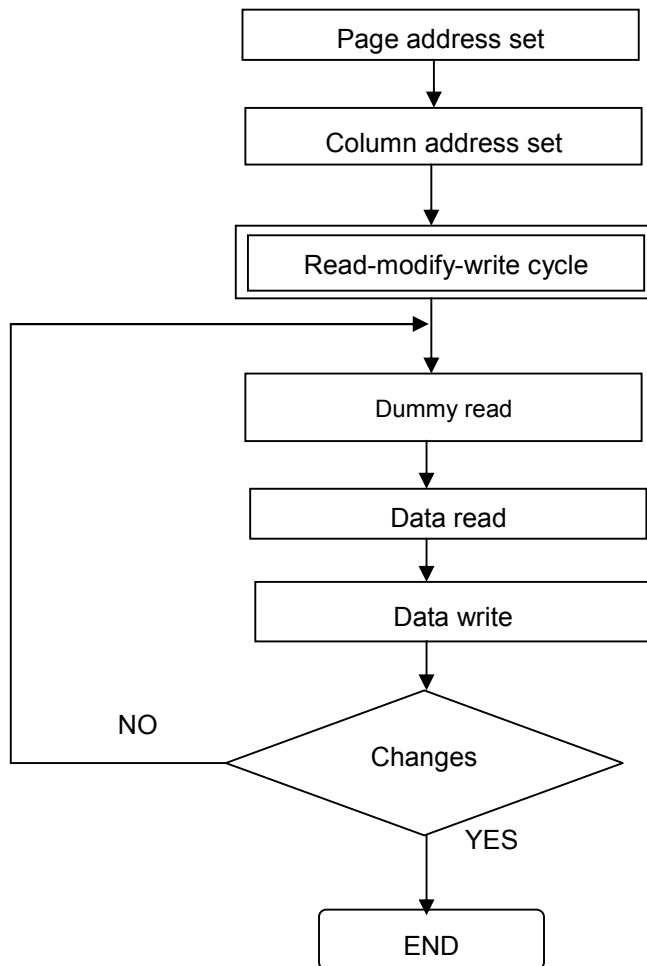 Page address set
Column address set
Read-modify-write cycle
Dummy read
Data read
Data write
Changes
NO
YES
END